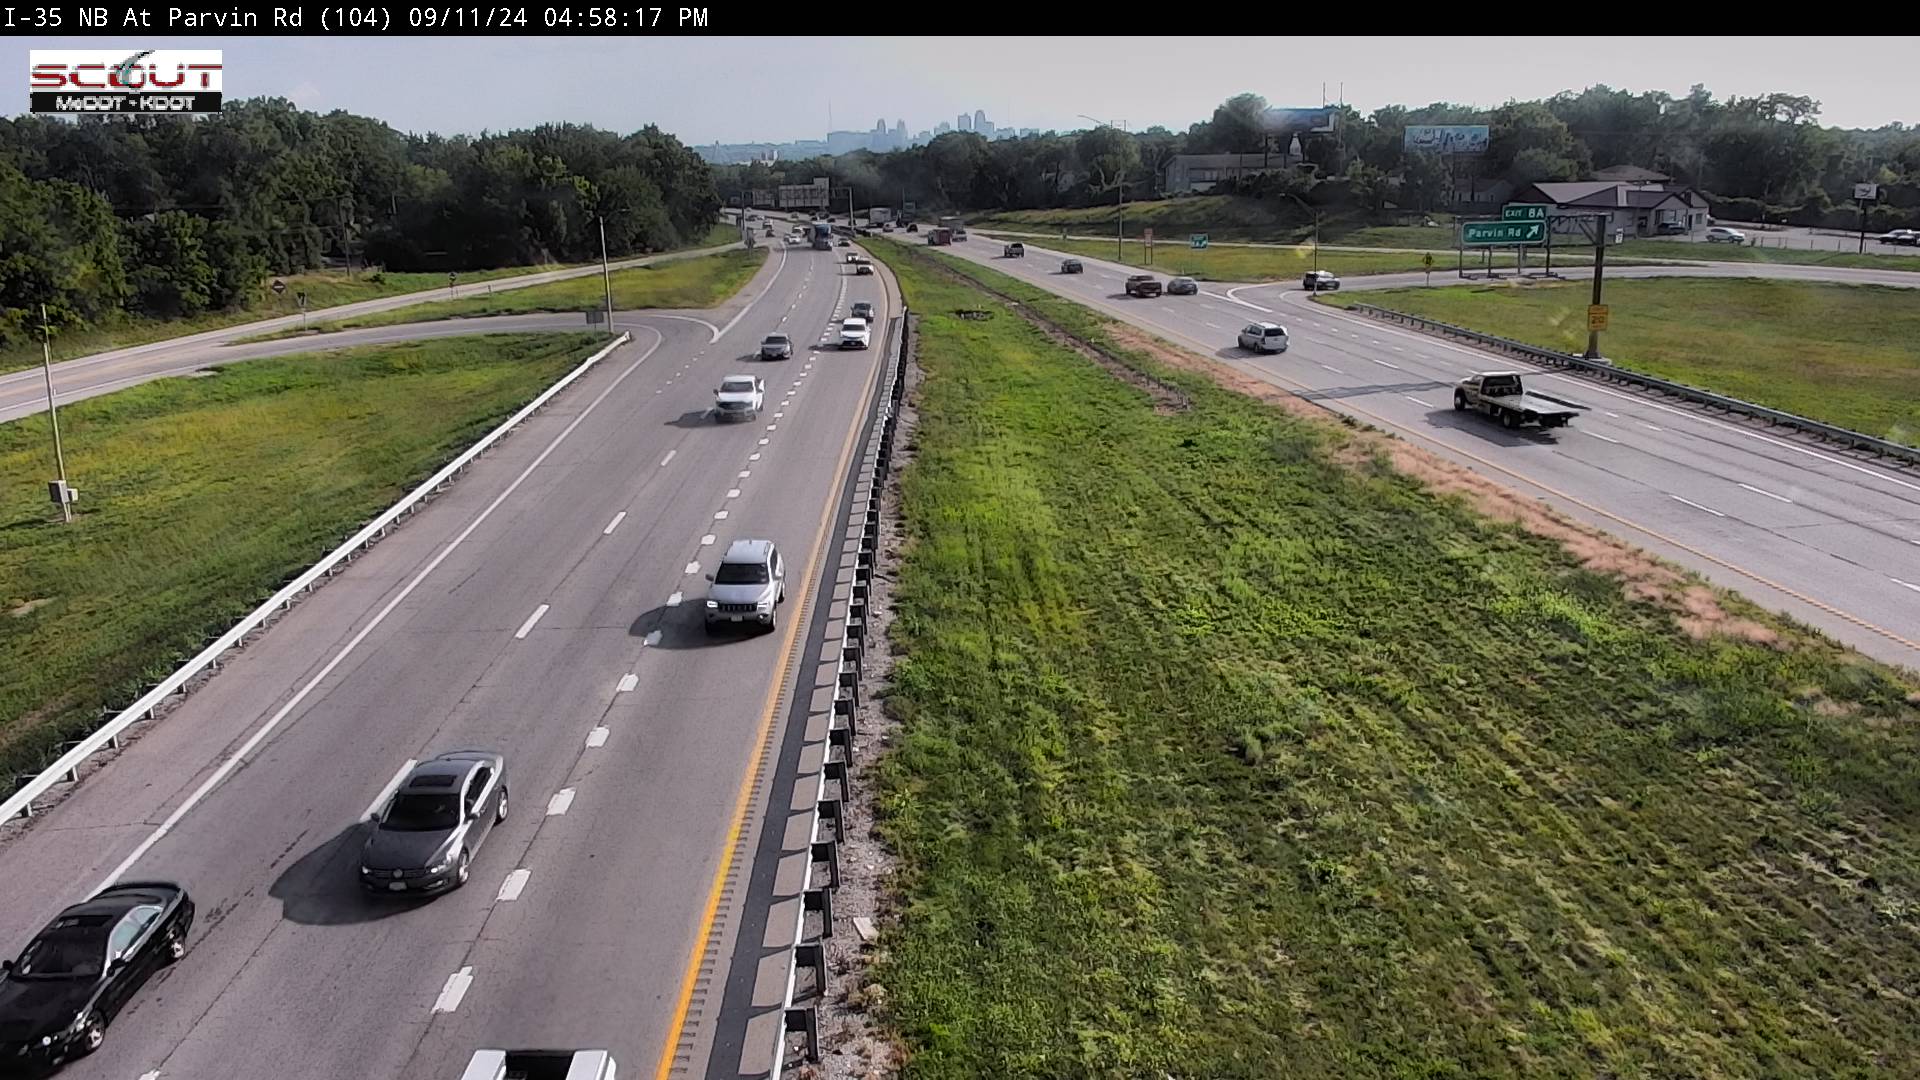 I-35 NB At Parvin Rd (104) 09/11/24 04:58:17 PM
SCOUT
MoDOT - KDOT
EXIT 8A
Parvin Rd
20